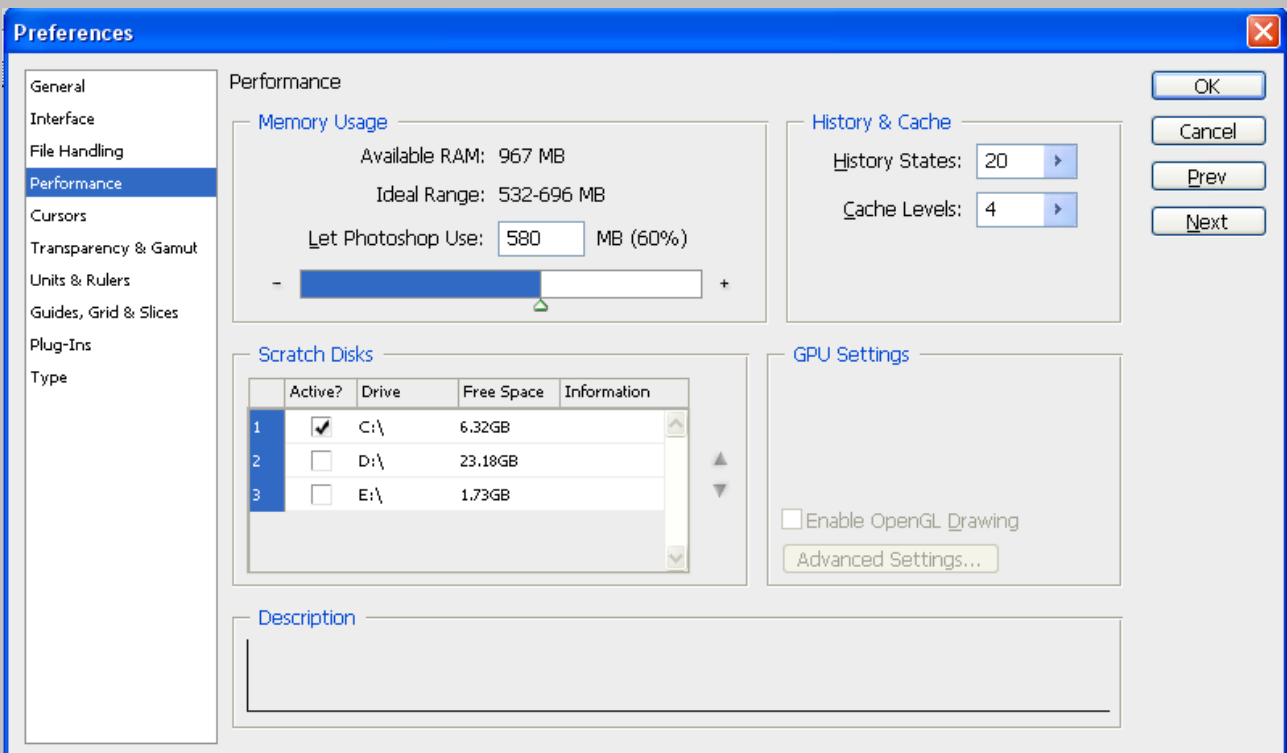 Preferences
General
Interface
File Handling
Performance
Cursors
Transparency & Gamut
Units & Rulers
Guides, Grid & Slices
Plug-Ins
Type
Performance
Memory Usage
Available RAM: 967 MB
Ideal Range: 532-696 MB
Let Photoshop Use: 580 MB (60%)
- +
History & Cache
History States: 20
Cache Levels: 4
Scratch Disks
Active? Drive Free Space Information
1 C:\ 6.32GB
2 D:\ 23.18GB
3 E:\ 1.73GB
GPU Settings
Enable OpenGL Drawing
Advanced Settings...
Description
OK
Cancel
Prev
Next